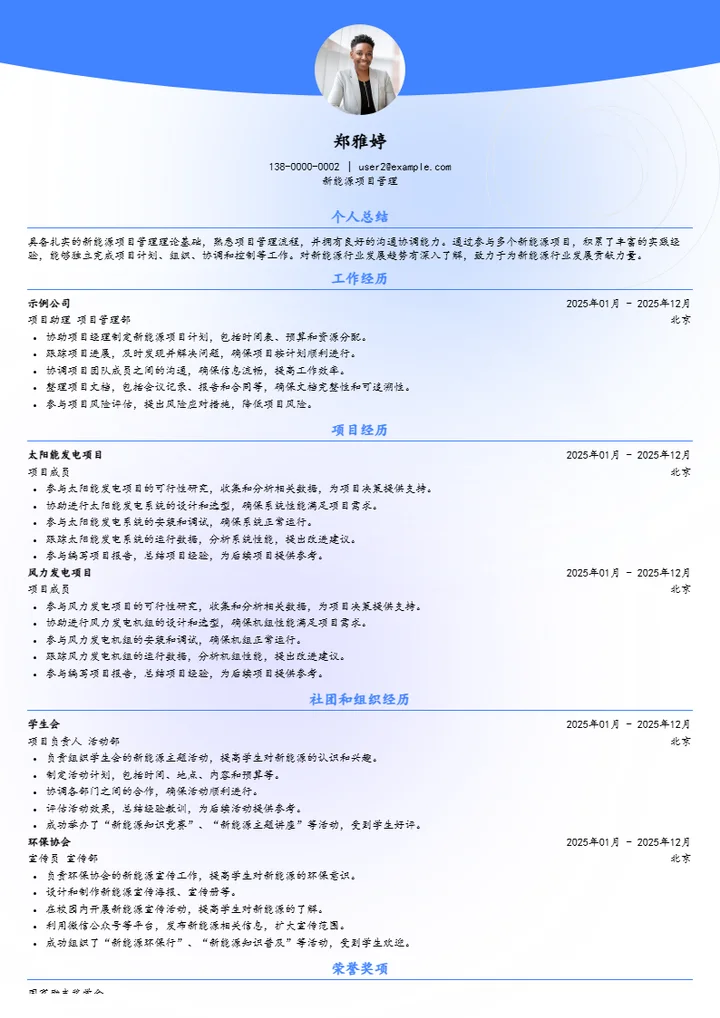 郑雅婷
138-0000-0002 | user2@example.com
新能源项目管理
个人总结
具备扎实的新能源项目管理理论基础，熟悉项目管理流程，并拥有良好的沟通协调能力。通过参与多个新能源项目，积累了丰富的实践经
验，能够独立完成项目计划、组织、协调和控制等工作。对新能源行业发展趋势有深入了解，致力于为新能源行业发展贡献力量。
工作经历
示例公司 2025年01月 - 2025年12月
项目助理 项目管理部 北京
• 协助项目经理制定新能源项目计划，包括时间表、预算和资源分配。
• 跟踪项目进展，及时发现并解决问题，确保项目按计划顺利进行。
• 协调项目团队成员之间的沟通，确保信息流畅，提高工作效率。
• 整理项目文档，包括会议记录、报告和合同等，确保文档完整性和可追溯性。
• 参与项目风险评估，提出风险应对措施，降低项目风险。
项目经历
太阳能发电项目 2025年01月 - 2025年12月
项目成员 北京
• 参与太阳能发电项目的可行性研究，收集和分析相关数据，为项目决策提供支持。
• 协助进行太阳能发电系统的设计和选型，确保系统性能满足项目需求。
• 参与太阳能发电系统的安装和调试，确保系统正常运行。
• 跟踪太阳能发电系统的运行数据，分析系统性能，提出改进建议。
• 参与编写项目报告，总结项目经验，为后续项目提供参考。
风力发电项目 2025年01月 - 2025年12月
项目成员 北京
• 参与风力发电项目的可行性研究，收集和分析相关数据，为项目决策提供支持。
• 协助进行风力发电机组的设计和选型，确保机组性能满足项目需求。
• 参与风力发电机组的安装和调试，确保机组正常运行。
• 跟踪风力发电机组的运行数据，分析机组性能，提出改进建议。
• 参与编写项目报告，总结项目经验，为后续项目提供参考。
社团和组织经历
学生会 2025年01月 - 2025年12月
项目负责人 活动部 北京
• 负责组织学生会的新能源主题活动，提高学生对新能源的认识和兴趣。
• 制定活动计划，包括时间、地点、内容和预算等。
• 协调各部门之间的合作，确保活动顺利进行。
• 评估活动效果，总结经验教训，为后续活动提供参考。
• 成功举办了“新能源知识竞赛”、“新能源主题讲座”等活动，受到学生好评。
环保协会 2025年01月 - 2025年12月
宣传员 宣传部 北京
• 负责环保协会的新能源宣传工作，提高学生对新能源的环保意识。
• 设计和制作新能源宣传海报、宣传册等。
• 在校园内开展新能源宣传活动，提高学生对新能源的了解。
• 利用微信公众号等平台，发布新能源相关信息，扩大宣传范围。
• 成功组织了“新能源环保行”、“新能源知识普及”等活动，受到学生欢迎。
荣誉奖项